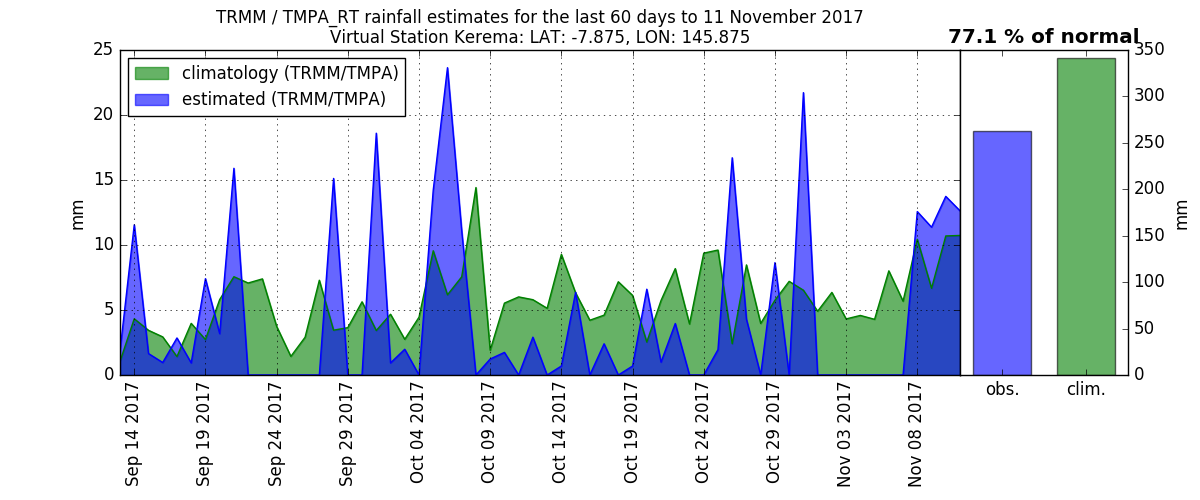 TRMM / TMPA_RT rainfall estimates for the last 60 days to 11 November 2017
Virtual Station Kerema: LAT: -7.875, LON: 145.875
77.1 % of normal
climatology (TRMM/TMPA)
estimated (TRMM/TMPA)
25
20
15
10
5
0
mm
350
300
250
200
150
100
50
0
mm
Sep 14 2017
Sep 19 2017
Sep 24 2017
Sep 29 2017
Oct 04 2017
Oct 09 2017
Oct 14 2017
Oct 19 2017
Oct 24 2017
Oct 29 2017
Nov 03 2017
Nov 08 2017
obs.
clim.